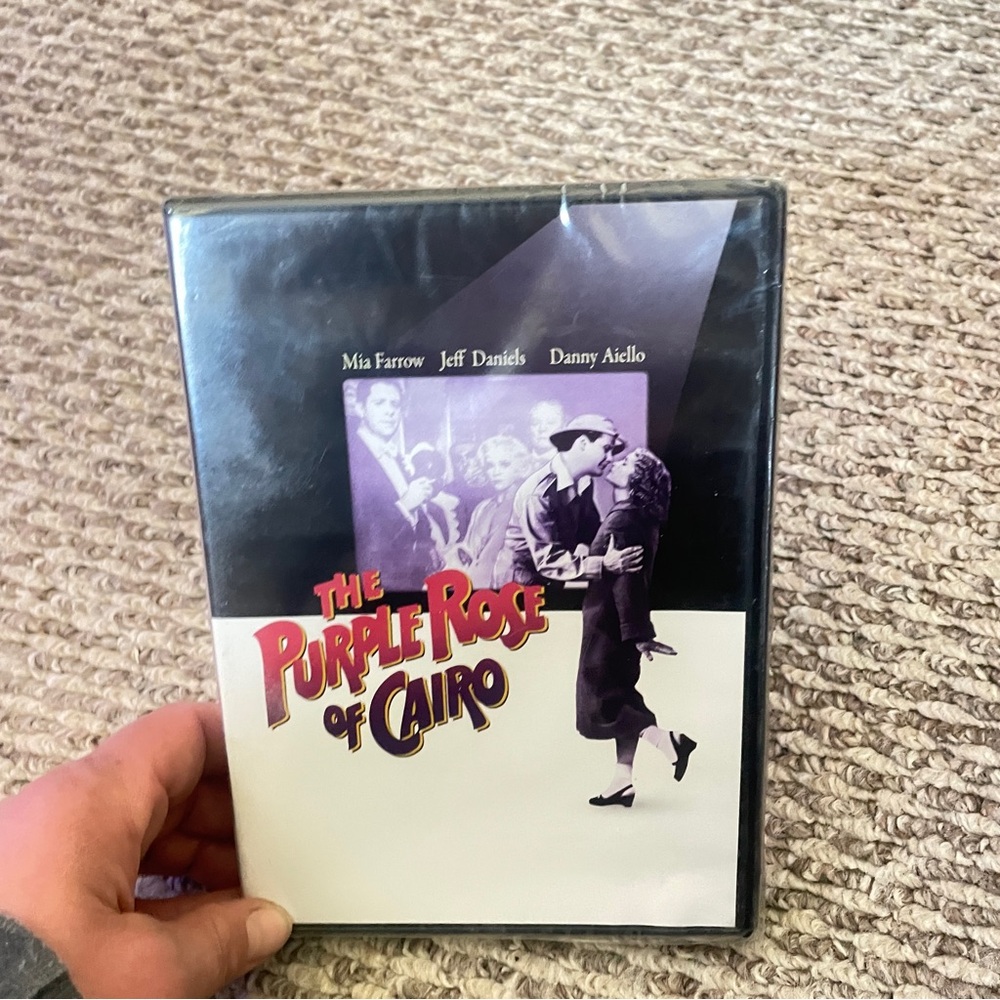 Mia Farrow Jeff Daniels Danny Aiello
THE
PURPLE ROSE
OF CAIRO